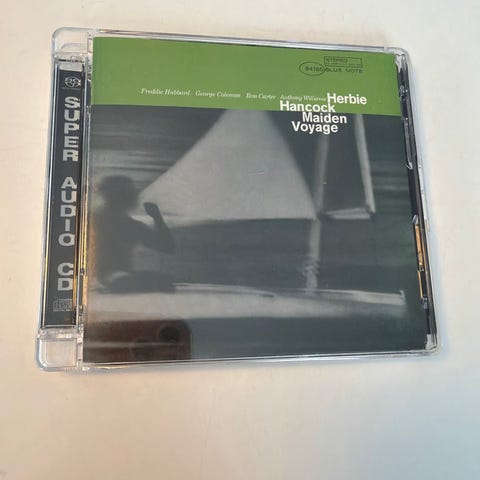 STEREO
84195 BLUE NOTE
Freddie Hubbard George Coleman Ron Carter Anthony Williams Herbie
Hancock
Maiden
Voyage
SUPER AUDIO CD